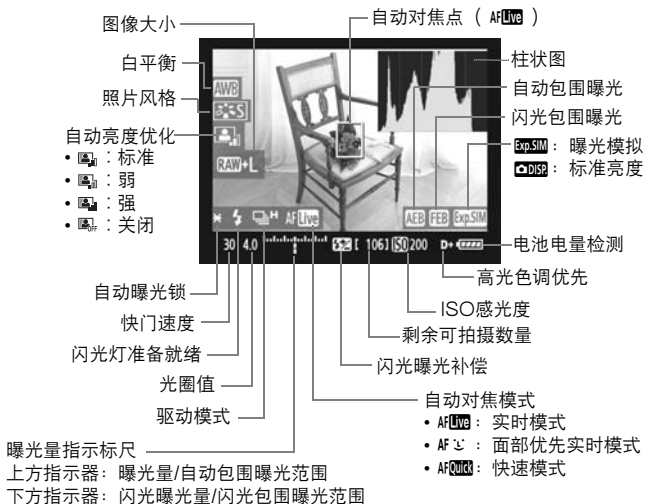 图像大小
自动对焦点（ AFLive ）
白平衡
柱状图
照片风格
自动包围曝光
自动亮度优化
闪光包围曝光
• ：标准
Exp.SIM：曝光模拟
• ：弱
DISP.：标准亮度
• ：强
• OFF：关闭
AWB
S
RAW+L
H AFLive
AEB FEB Exp.SIM
30 4.0 [ 106] ISO 200 D+
电池电量检测
高光色调优先
自动曝光锁
ISO感光度
快门速度
剩余可拍摄数量
闪光灯准备就绪
闪光曝光补偿
光圈值
自动对焦模式
驱动模式
• AFLive：实时模式
• AF：面部优先实时模式
• AFQuick：快速模式
曝光量指示标尺
上方指示器：曝光量/自动包围曝光范围
下方指示器：闪光曝光量/闪光包围曝光范围